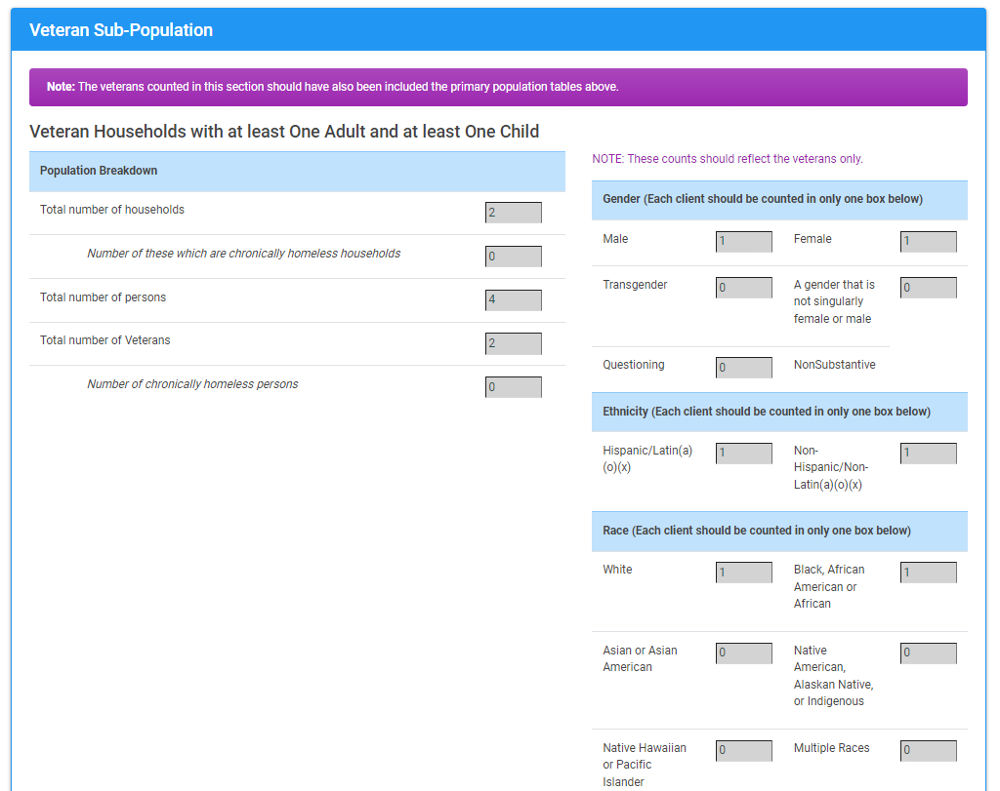 Veteran Sub-Population
Note: The veterans counted in this section should have also been included the primary population tables above.
Veteran Households with at least One Adult and at least One Child
Population Breakdown
Total number of households 2
Number of these which are chronically homeless households 0
Total number of persons 4
Total number of Veterans 2
Number of chronically homeless persons 0
NOTE: These counts should reflect the veterans only.
Gender (Each client should be counted in only one box below)
Male 1 Female 1
Transgender 0 A gender that is
not singularly
female or male 0
Questioning 0 NonSubstantive
Ethnicity (Each client should be counted in only one box below)
Hispanic/Latin(a)
(o)(x) 1
Non-
Hispanic/Non-
Latin(a)(o)(x) 1
Race (Each client should be counted in only one box below)
White 1
Black, African
American or
African 1
Asian or Asian
American 0
Native
American,
Alaskan Native,
or Indigenous 0
Native Hawaiian
or Pacific
Islander 0
Multiple Races 0